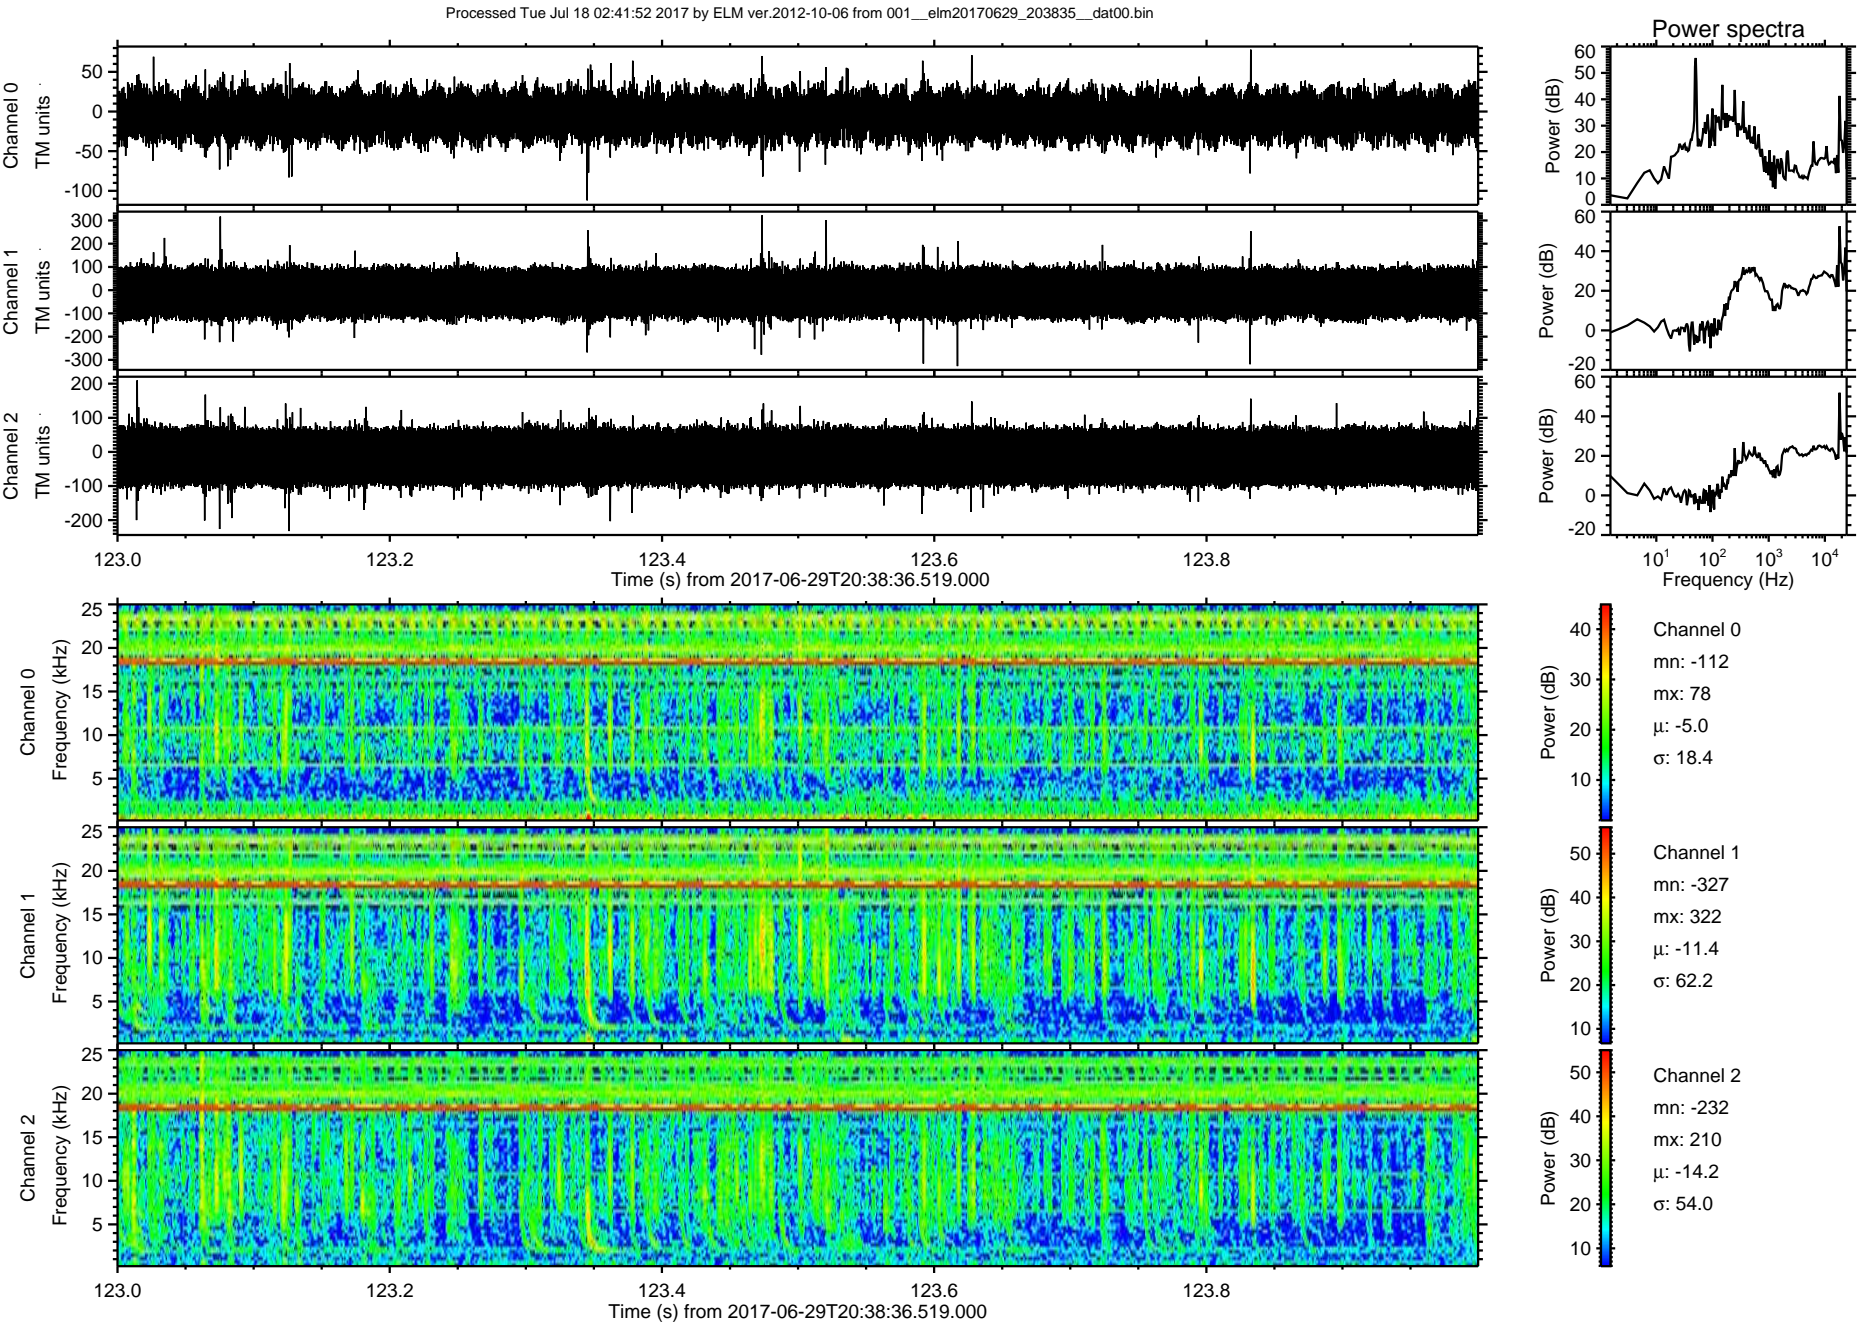 Processed Tue Jul 18 02:41:52 2017 by ELM ver.2012-10-06 from 001__elm20170629_203835__dat00.bin
Power spectra
Channel 0
TM units
50
0
-50
-100
Power (dB)
60
50
40
30
20
10
0
Channel 1
TM units
300
200
100
0
-100
-200
-300
Power (dB)
60
40
20
0
-20
Channel 2
TM units
200
100
0
-100
-200
Power (dB)
60
40
20
0
-20
123.0 123.2 123.4 123.6 123.8
Time (s) from 2017-06-29T20:38:36.519.000
10^1 10^2 10^3 10^4
Frequency (Hz)
Channel 0
Frequency (kHz)
25
20
15
10
5
Power (dB)
40
30
20
10
Channel 0
mn: -112
mx: 78
µ: -5.0
σ: 18.4
Channel 1
Frequency (kHz)
25
20
15
10
5
Power (dB)
50
40
30
20
10
Channel 1
mn: -327
mx: 322
µ: -11.4
σ: 62.2
Channel 2
Frequency (kHz)
25
20
15
10
5
Power (dB)
50
40
30
20
10
Channel 2
mn: -232
mx: 210
µ: -14.2
σ: 54.0
123.0 123.2 123.4 123.6 123.8
Time (s) from 2017-06-29T20:38:36.519.000